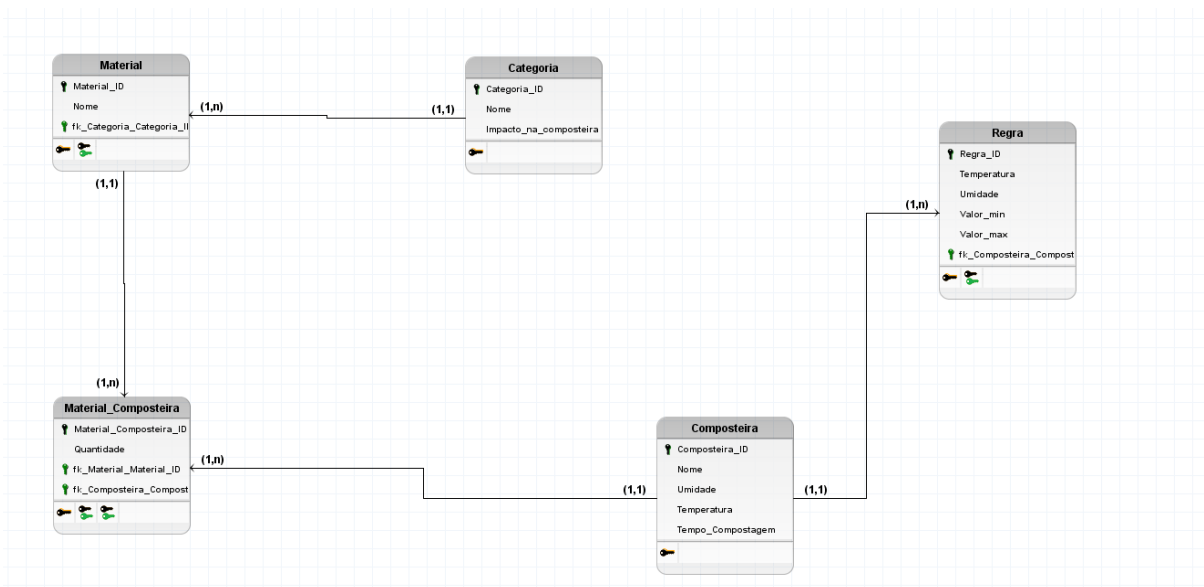 Material
Material_ID
Nome
fk_Categoria_Categoria_II
(1,n)
(1,1)
Categoria
Categoria_ID
Nome
Impacto_na_composteira
(1,1)
(1,n)
Material_Composteira
Material_Composteira_ID
Quantidade
fk_Material_Material_ID
fk_Composteira_Compost
(1,n)
(1,1)
Composteira
Composteira_ID
Nome
Umidade
Temperatura
Tempo_Compostagem
(1,1)
(1,n)
Regra
Regra_ID
Temperatura
Umidade
Valor_min
Valor_max
fk_Composteira_Compost